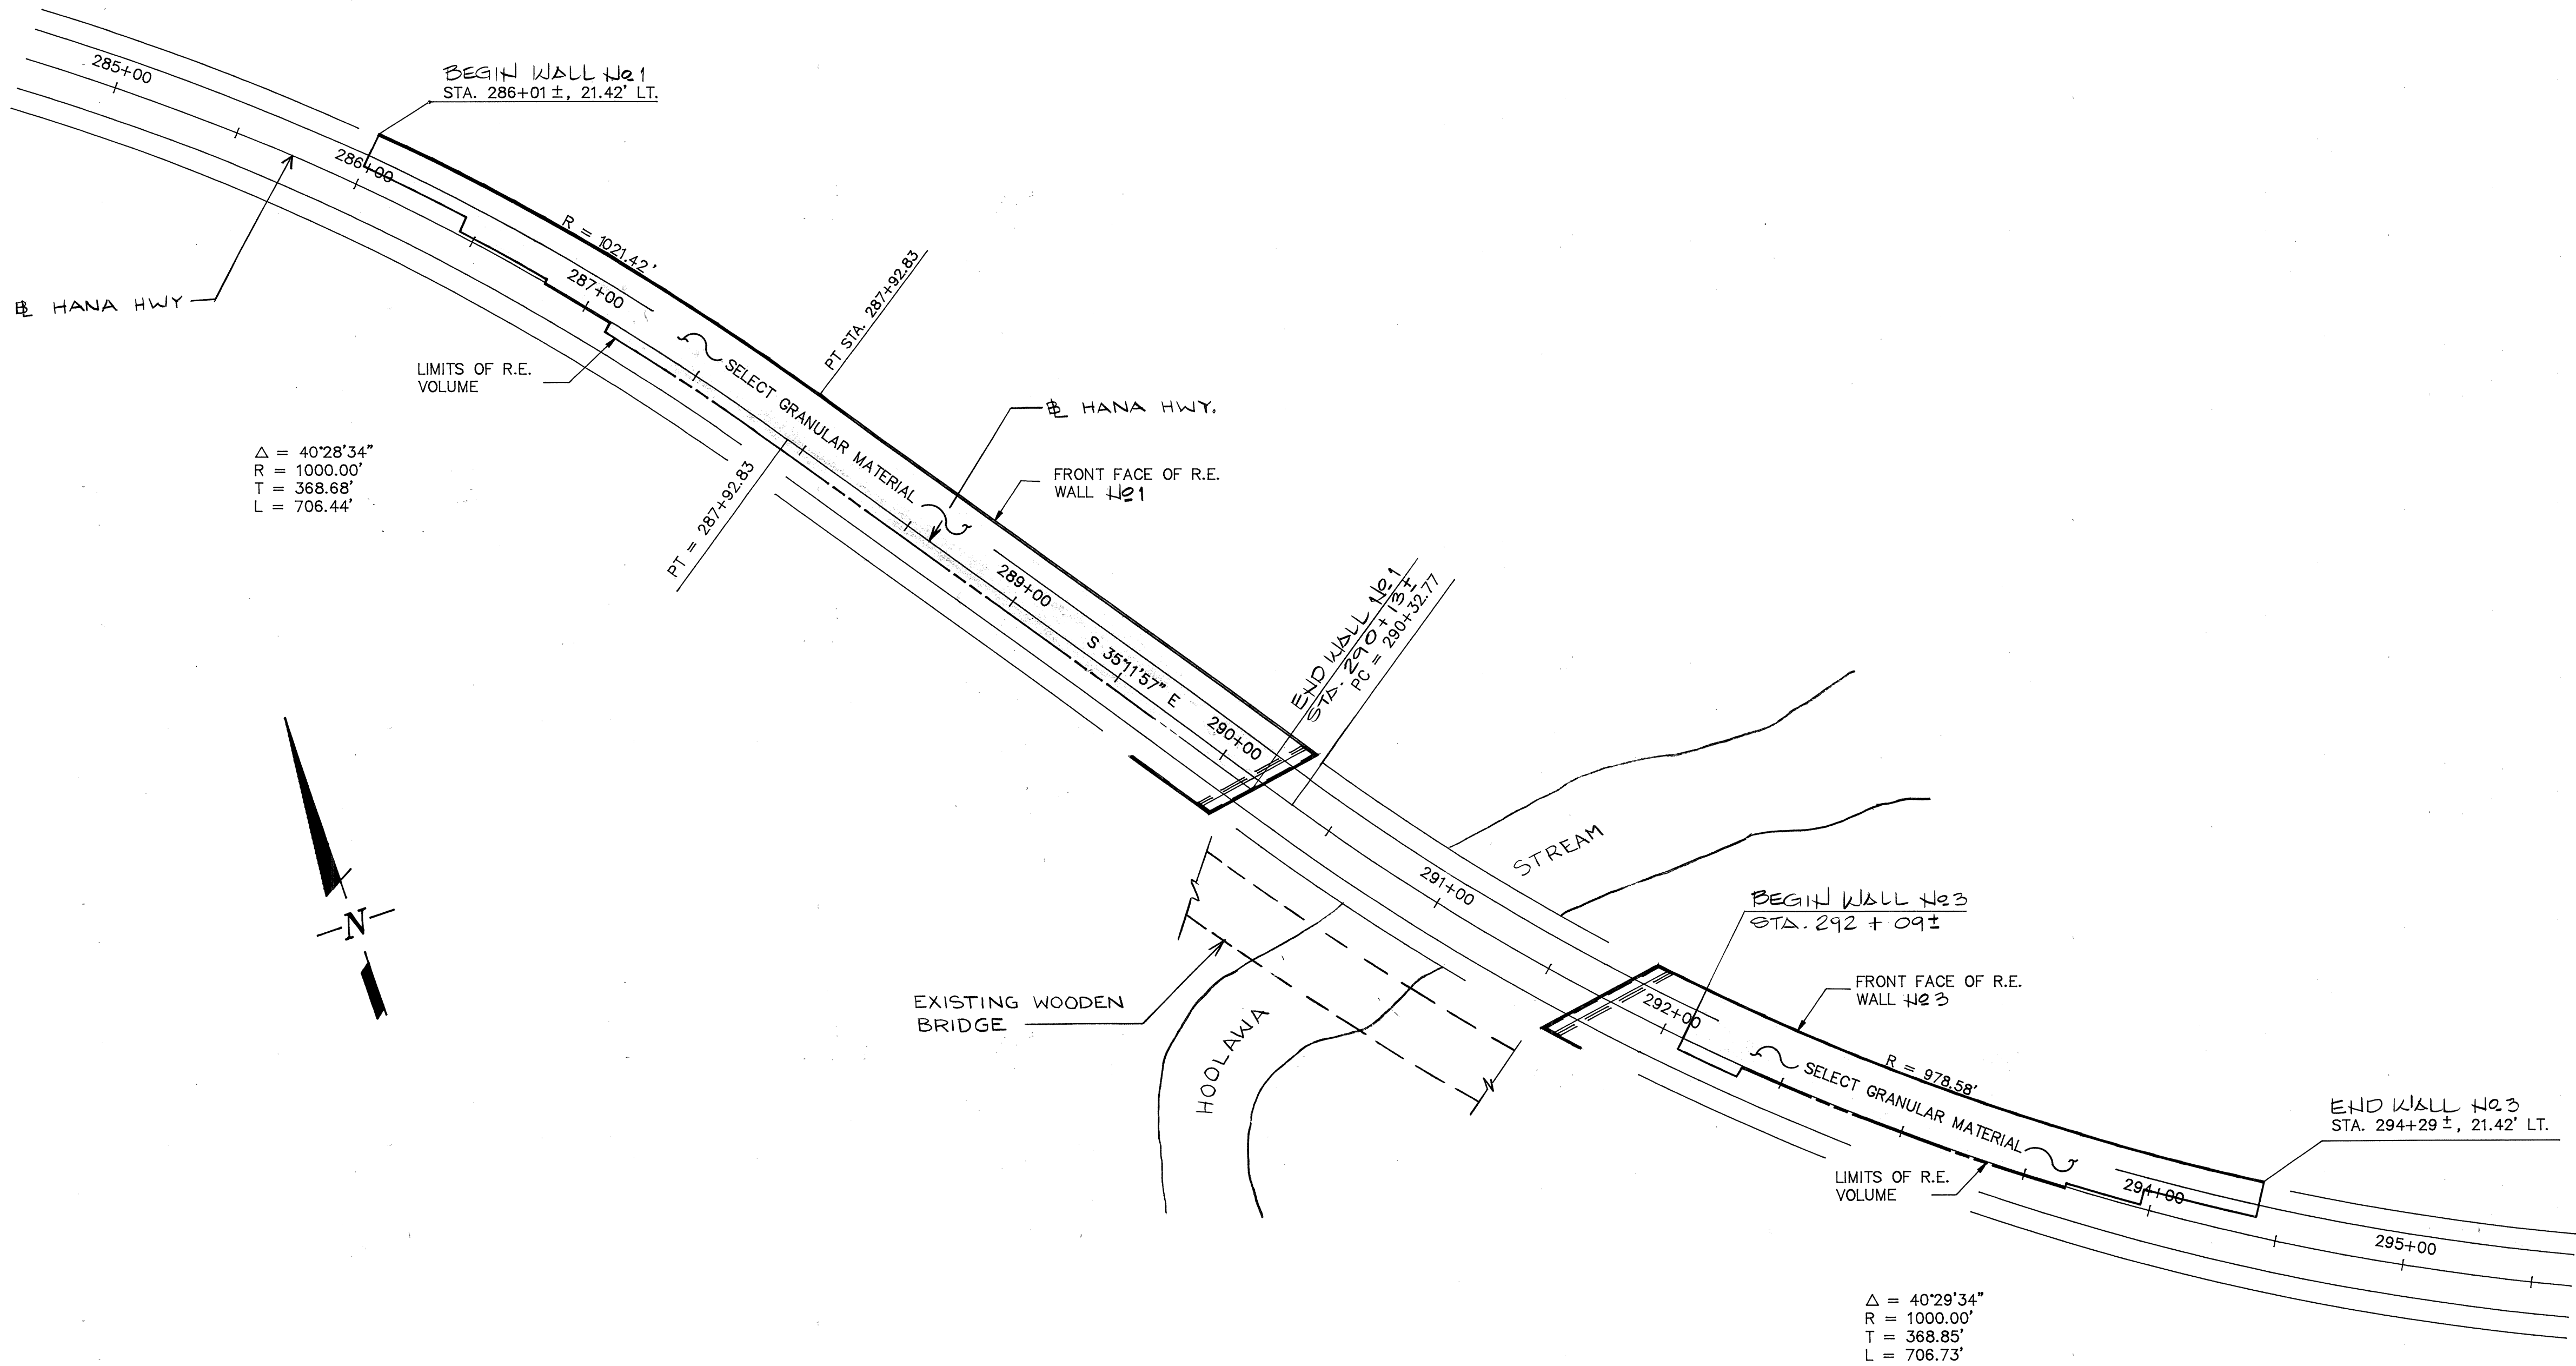 285+00
BEGIN WALL No 1
STA. 286+01 ±, 21.42' LT.
286+00
R = 1021.42'
287+00
PT STA. 287+92.83
BL HANA HWY
LIMITS OF R.E.
VOLUME
SELECT GRANULAR MATERIAL
BL HANA HWY.
Δ = 40°28'34"
R = 1000.00'
T = 368.68'
L = 706.44'
PT = 287+92.83
FRONT FACE OF R.E.
WALL No 1
289+00
S 35°11'57" E
290+00
END WALL No 1
STA. 290+13±
PC = 290+32.77
N
STREAM
291+00
BEGIN WALL No 3
STA. 292 + 09±
EXISTING WOODEN
BRIDGE
HOOLAWA
292+00
FRONT FACE OF R.E.
WALL No 3
R = 978.58'
SELECT GRANULAR MATERIAL
END WALL No 3
STA. 294+29 ±, 21.42' LT.
LIMITS OF R.E.
VOLUME
294+00
295+00
Δ = 40°29'34"
R = 1000.00'
T = 368.85'
L = 706.73'